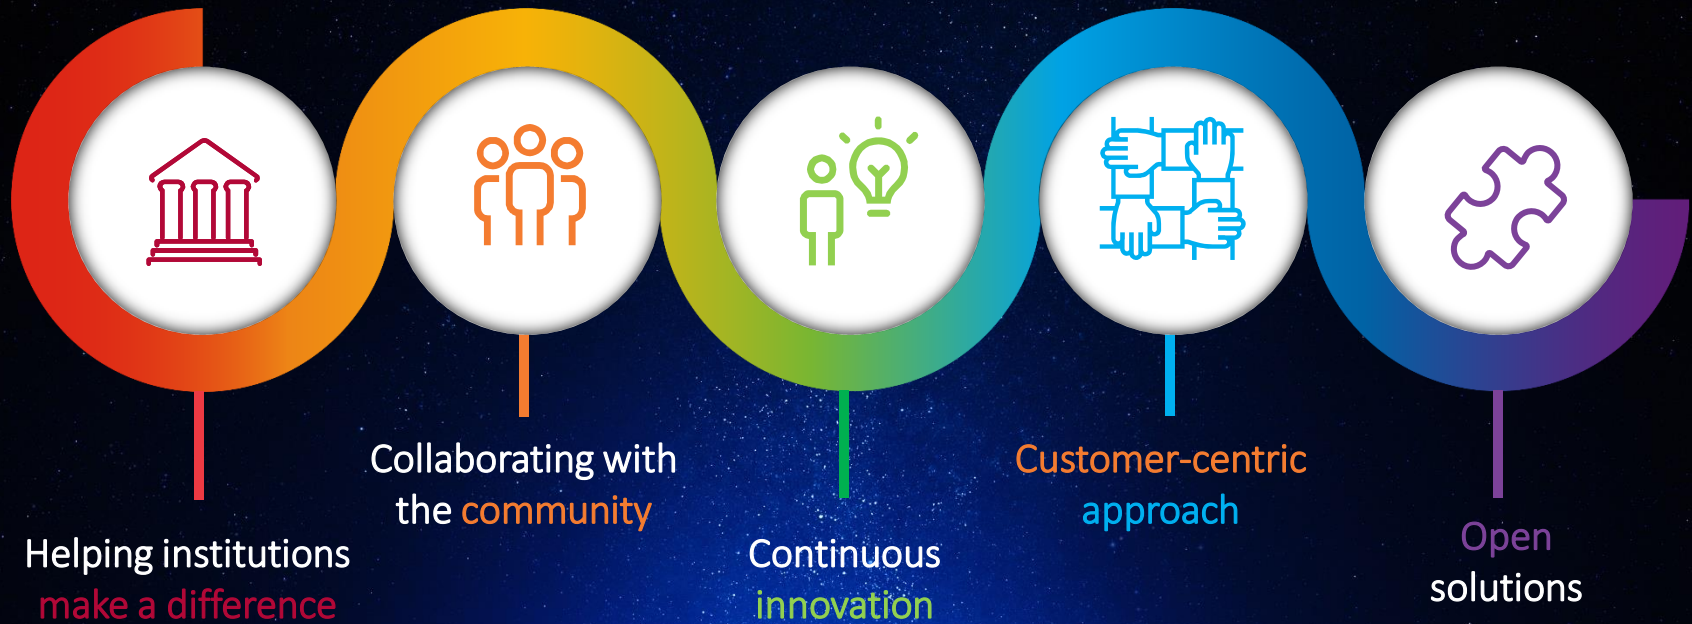 Helping institutions
make a difference
Collaborating with
the community
Continuous
innovation
Customer-centric
approach
Open
solutions